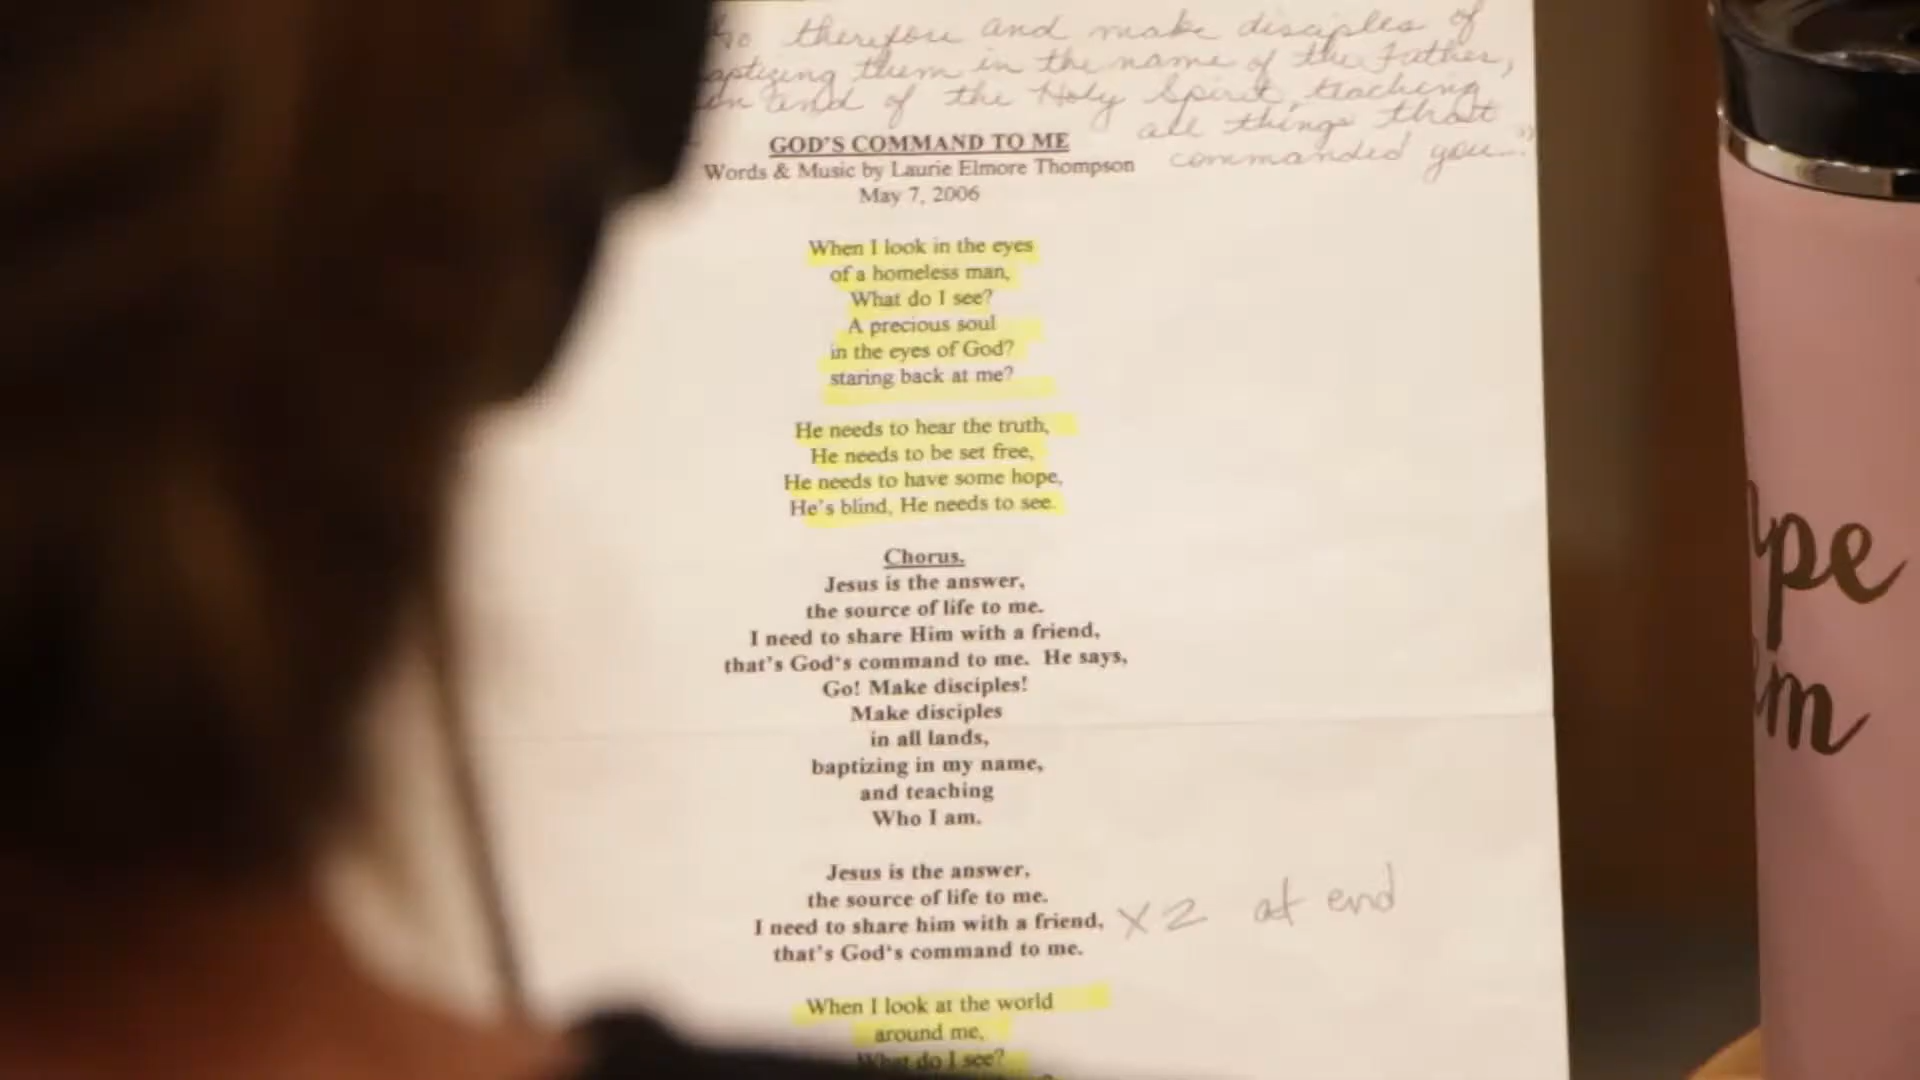 therefore and make disciples of
aptizing them in the name of the Father,
and of the Holy Spirit, teaching
all things that
commanded you..."
GOD'S COMMAND TO ME
Words & Music by Laurie Elmore Thompson
May 7, 2006
When I look in the eyes
of a homeless man,
What do I see?
A precious soul
in the eyes of God?
staring back at me?
He needs to hear the truth,
He needs to be set free,
He needs to have some hope,
He's blind, He needs to see.
Chorus.
Jesus is the answer,
the source of life to me.
I need to share Him with a friend,
that's God's command to me. He says,
Go! Make disciples!
Make disciples
in all lands,
baptizing in my name,
and teaching
Who I am.
Jesus is the answer,
the source of life to me.
I need to share him with a friend,
that's God's command to me.
X2 at end
When I look at the world
around me,
What do I see?
pe
m